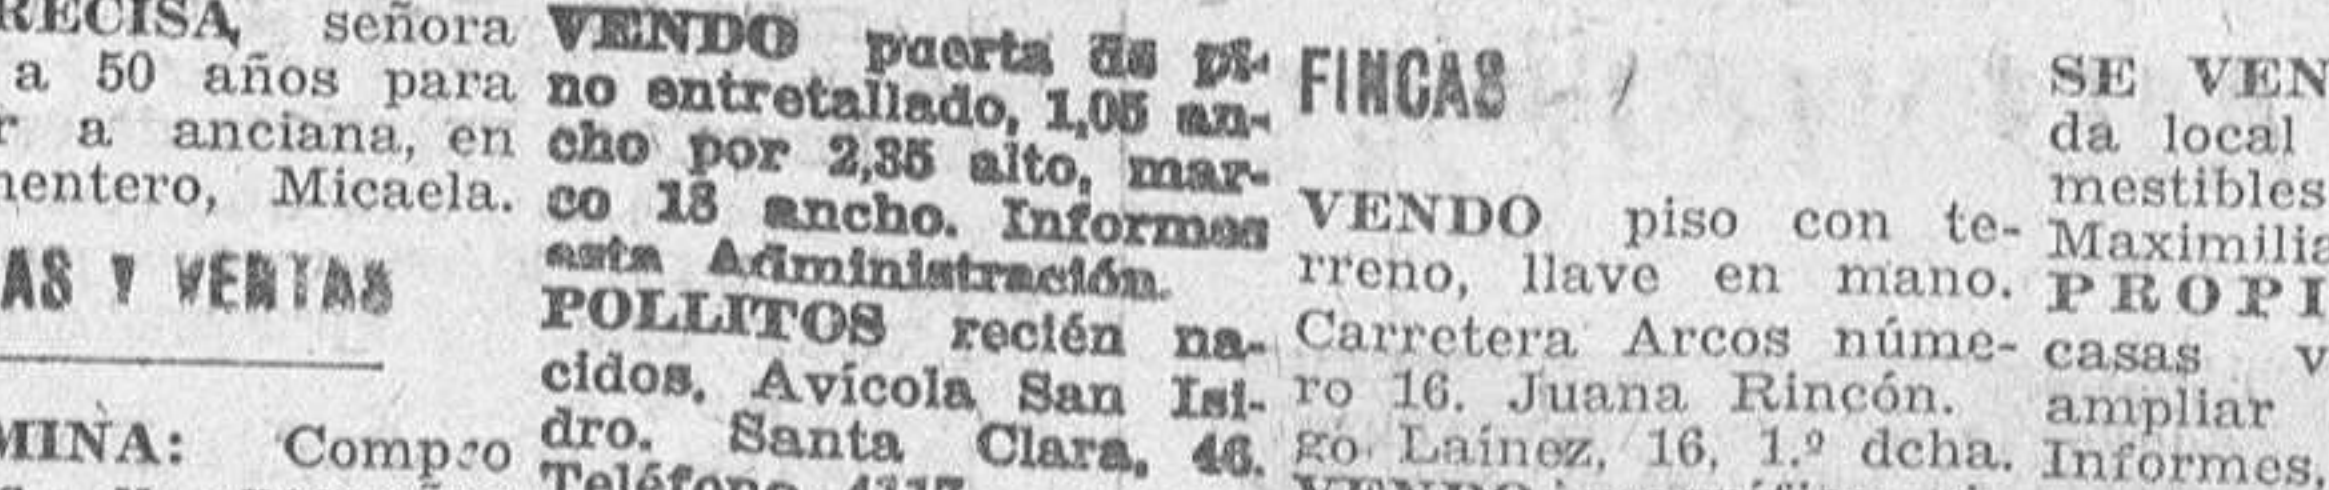 RECISA, señora
a 50 años para
r a anciana, en
mentero, Micaela.
AS Y VENTAS
MINA: Compro
VENDO puerta de pi-
no entretallado, 1,05 an-
cho por 2,35 alto, mar-
co 18 ancho. Informes
esta Administración.
POLLITOS recién na-
cidos. Avícola San Isi-
dro. Santa Clara, 46.
Teléfono
FINCAS
VENDO piso con te-
rreno, llave en mano.
Carretera Arcos núme-
ro 16. Juana Rincón.
go Laínez, 16, 1.º dcha.
VENDO
SE VEN
da local
mestibles
Maximilia
PROPI
casas v
ampliar
Informes,